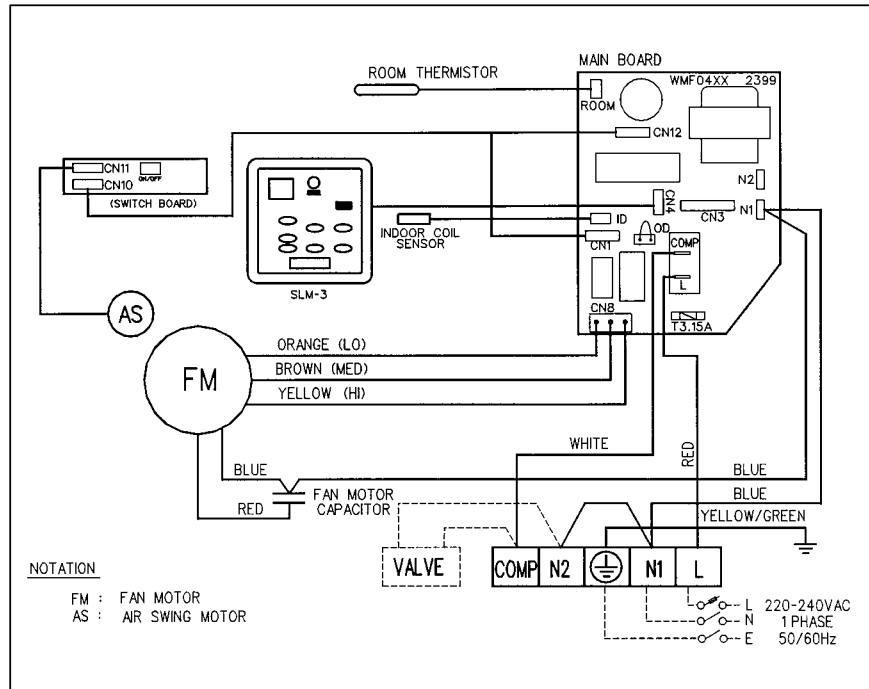 MAIN BOARD
ROOM THERMISTOR
WMF04XX 2399
ROOM
CN12
CN11
ON/OFF
CN10
(SWITCH BOARD)
N2
CN4
CN3
N1
ID
INDOOR COIL
SENSOR
CN1
OD
COMP
L
SLM-3
AS
CN8
T3.15A
FM
ORANGE (LO)
BROWN (MED)
YELLOW (HI)
WHITE
RED
BLUE
BLUE
RED
FAN MOTOR
CAPACITOR
BLUE
YELLOW/GREEN
VALVE
COMP N2 N1 L
NOTATION
FM : FAN MOTOR
AS : AIR SWING MOTOR
L 220-240VAC
N 1PHASE
E 50/60Hz